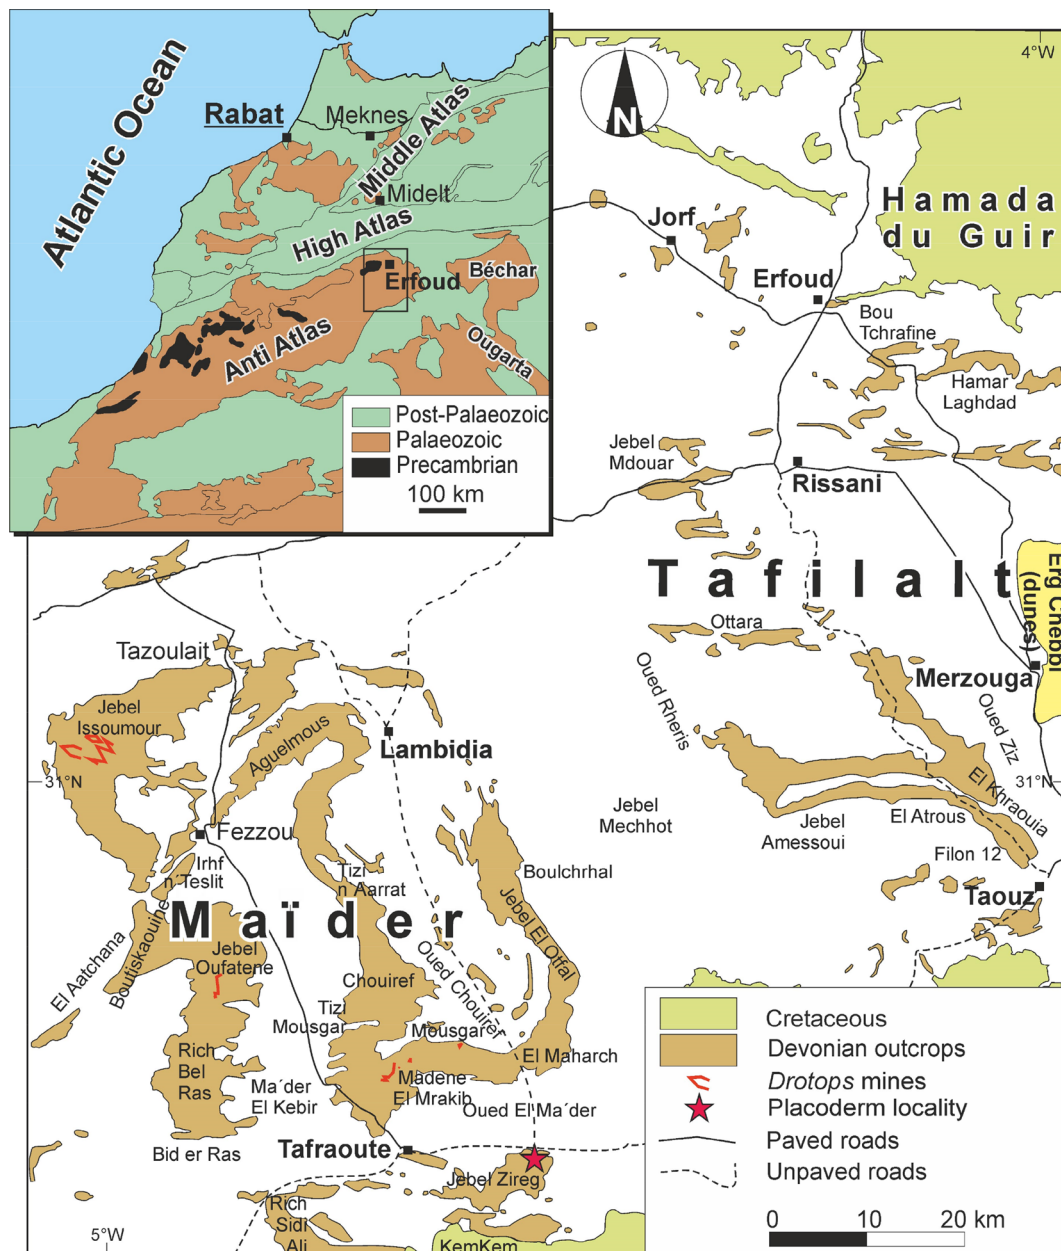 Atlantic Ocean
Rabat
Meknes
Middle Atlas
Midelt
High Atlas
Erfoud
Béchar
Anti Atlas
Ougarta
Post-Palaeozoic
Palaeozoic
Precambrian
100 km
4°W
N
Hamada
du Guir
Jorf
Erfoud
Bou
Tchrafine
Hamar
Laghdad
Jebel
Mdouar
Rissani
Tafilalt
Erg Chebbi
(dunes)
Ottara
Merzouga
Oued Rheris
Oued Ziz
Tazoulait
Jebel
Issoumour
Aguelmous
Lambidia
31°N
31°N
El Khraouia
El Atrous
Jebel
Mechhot
Jebel
Amessoui
Filon 12
Taouz
Fezzou
Irhf
n´Teslit
Tizi
n Aarrat
Boulchrhal
Maïder
Jebel El Otfal
El Aatchana
Boutiskaouine
Jebel
Oufatene
Chouiref
Oued Chouiref
Tizi
Mousgar
Mousgar
El Maharch
Rich
Bel
Ras
Ma´der
El Kebir
Madene
El Mrakib
Oued El Ma´der
Bid er Ras
Tafraoute
Jebel Zireg
Rich
Sidi
Ali
KemKem
5°W
Cretaceous
Devonian outcrops
Drotops mines
Placoderm locality
Paved roads
Unpaved roads
0 10 20 km